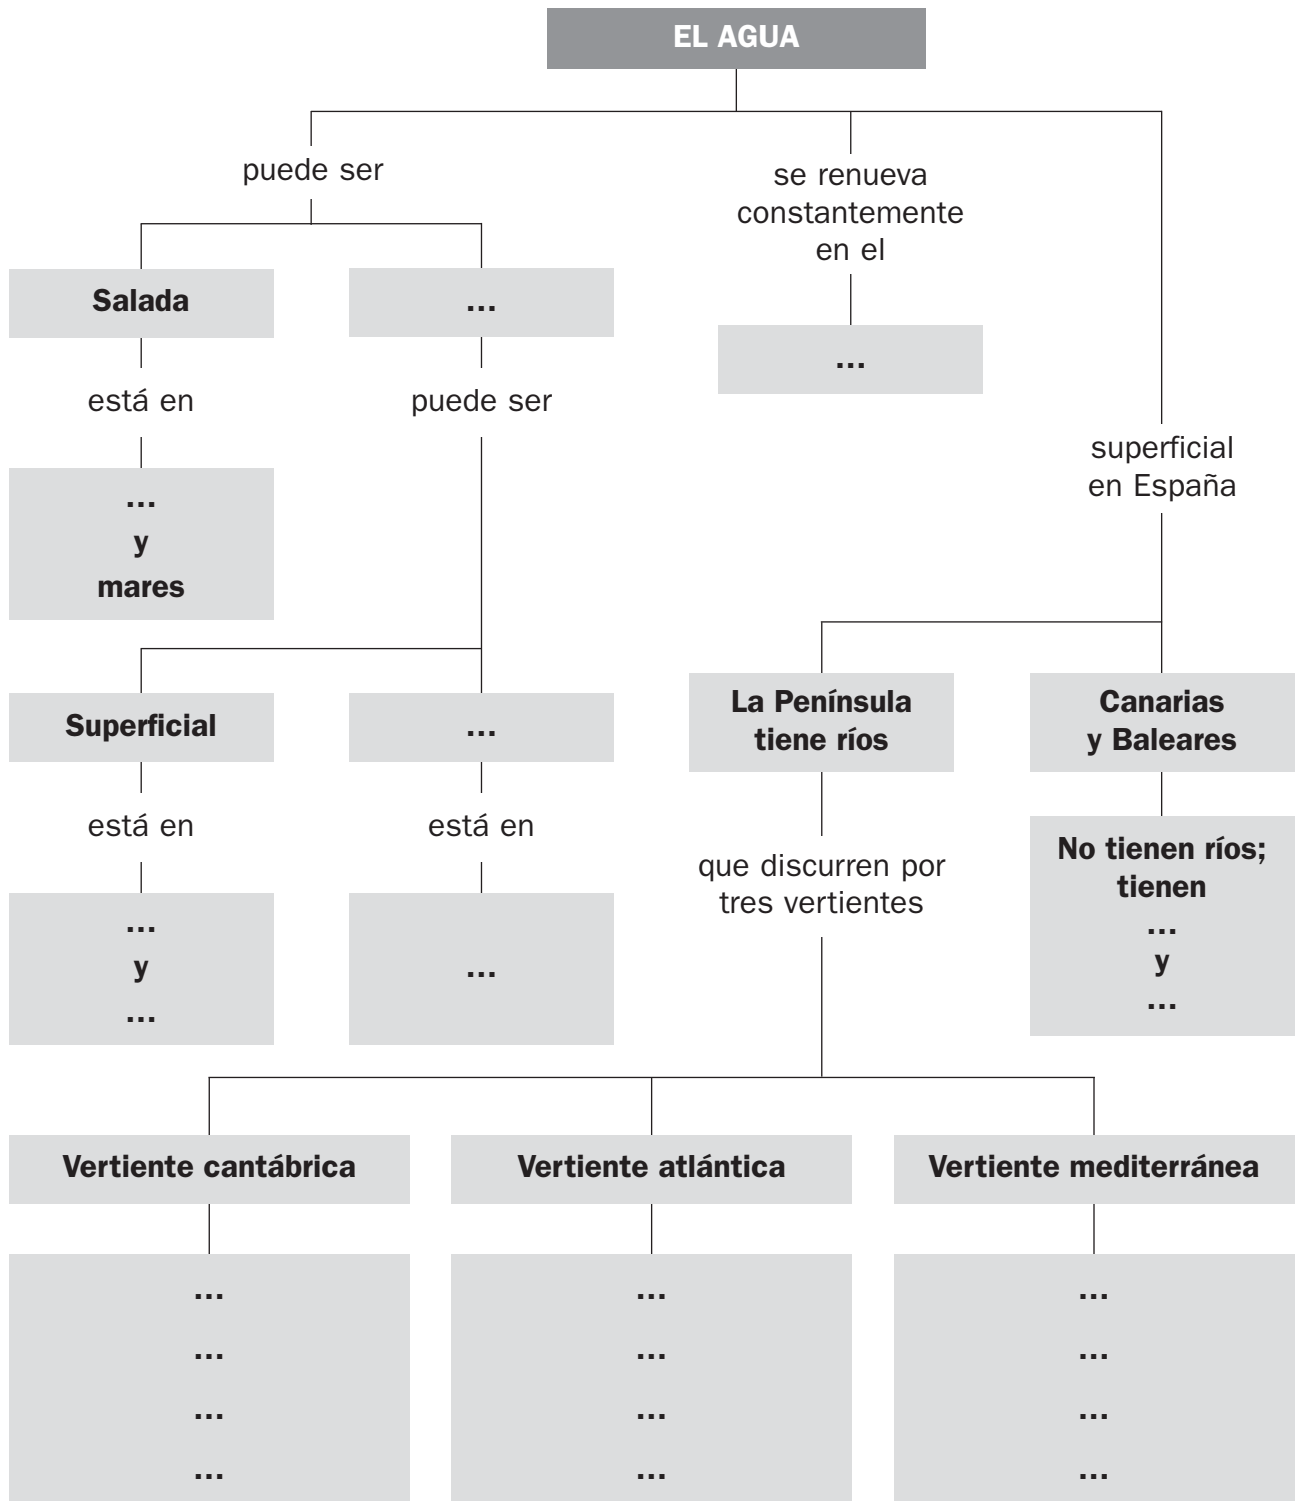 EL AGUA
puede ser
se renueva
constantemente
en el
Salada
...
...
está en
puede ser
superficial
en España
...
y
mares
Superficial
...
La Península
tiene ríos
Canarias
y Baleares
está en
está en
que discurren por
tres vertientes
No tienen ríos;
tienen
...
y
...
...
y
...
...
Vertiente cantábrica
Vertiente atlántica
Vertiente mediterránea
...
...
...
...
...
...
...
...
...
...
...
...